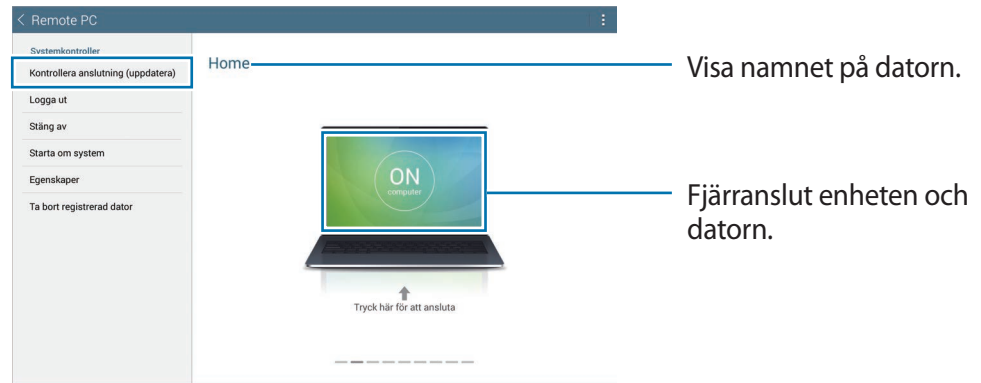 Remote PC
Systemkontroller
Kontrollera anslutning (uppdatera)
Logga ut
Stäng av
Starta om system
Egenskaper
Ta bort registrerad dator
Home
ON
computer
Tryck här för att ansluta
Visa namnet på datorn.
Fjärranslut enheten och
datorn.